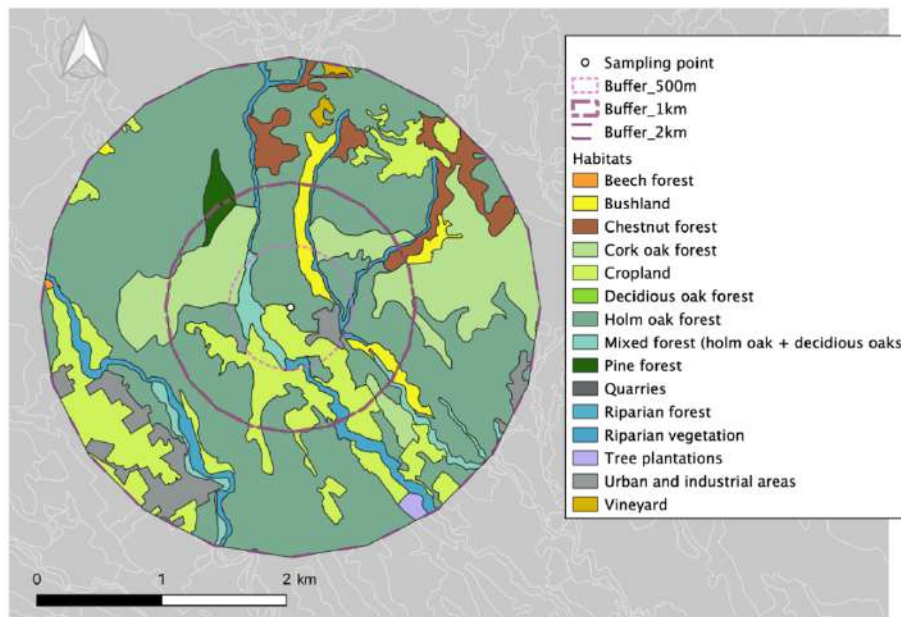 Sampling point
Buffer_500m
Buffer_1km
Buffer_2km
Habitats
Beech forest
Bushland
Chestnut forest
Cork oak forest
Cropland
Decidious oak forest
Holm oak forest
Mixed forest (holm oak + decidious oaks
Pine forest
Quarries
Riparian forest
Riparian vegetation
Tree plantations
Urban and industrial areas
Vineyard
0 1 2 km